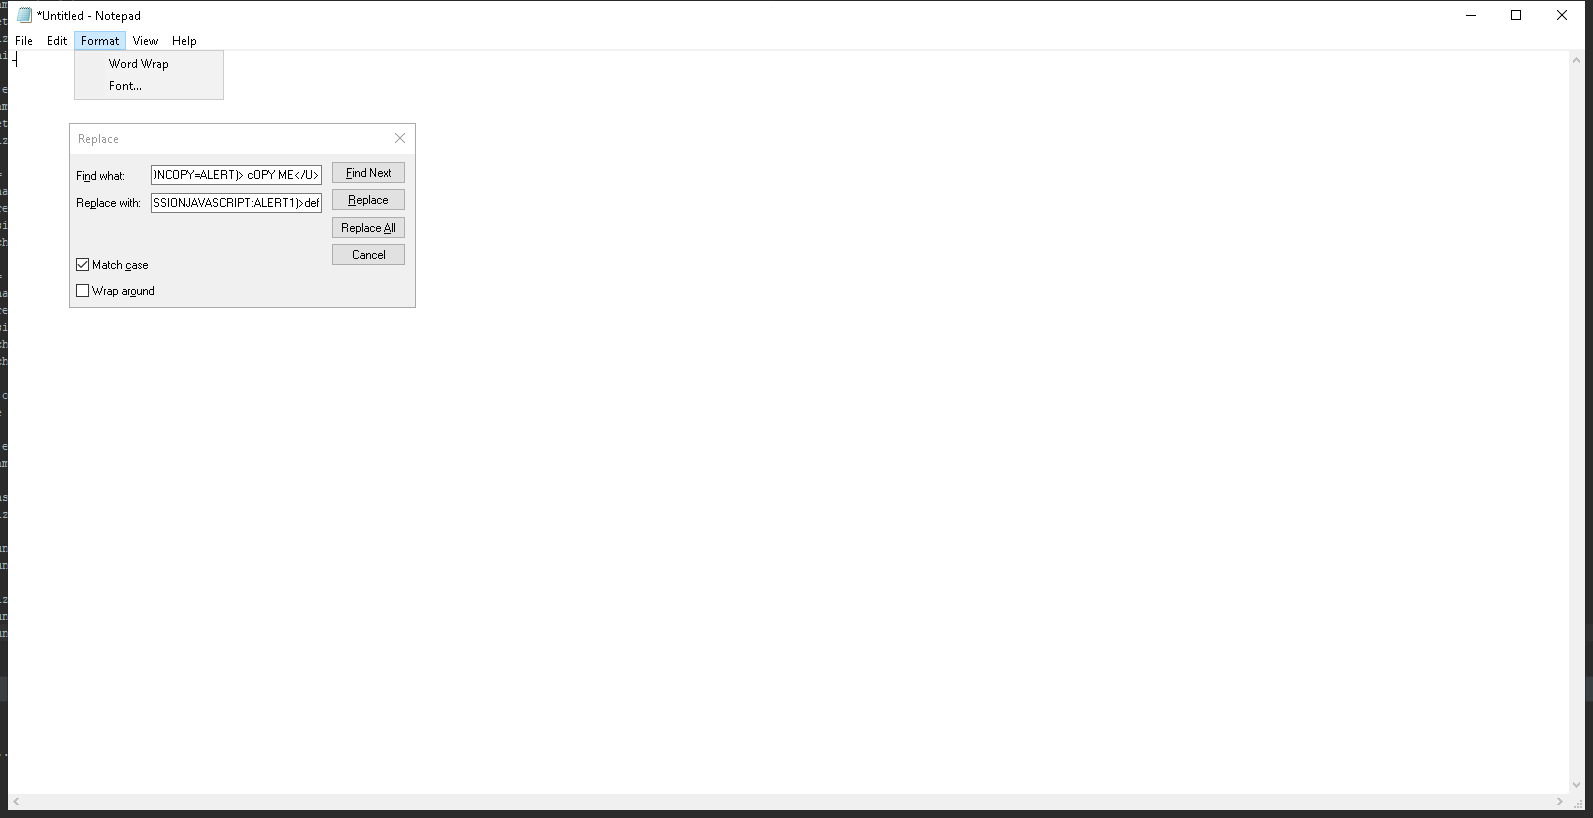 *Untitled - Notepad
File Edit Format View Help
Word Wrap
Font...
Replace
Find what: )NCOPY=ALERT)> cOPY ME</U> Find Next
Replace with: SSIONJAVASCRIPT:ALERT1)>def Replace
Replace All
Cancel
Match case
Wrap around